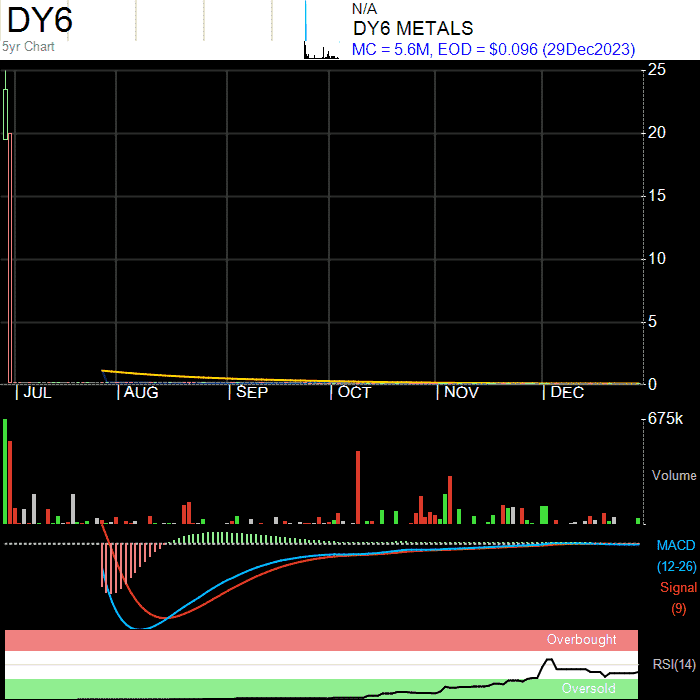 DY6
5yr Chart
N/A
DY6 METALS
MC = 5.6M, EOD = $0.096 (29Dec2023)
25
20
15
10
5
0
JUL AUG SEP OCT NOV DEC
675k
Volume
MACD
(12-26)
Signal
(9)
Overbought
RSI(14)
Oversold